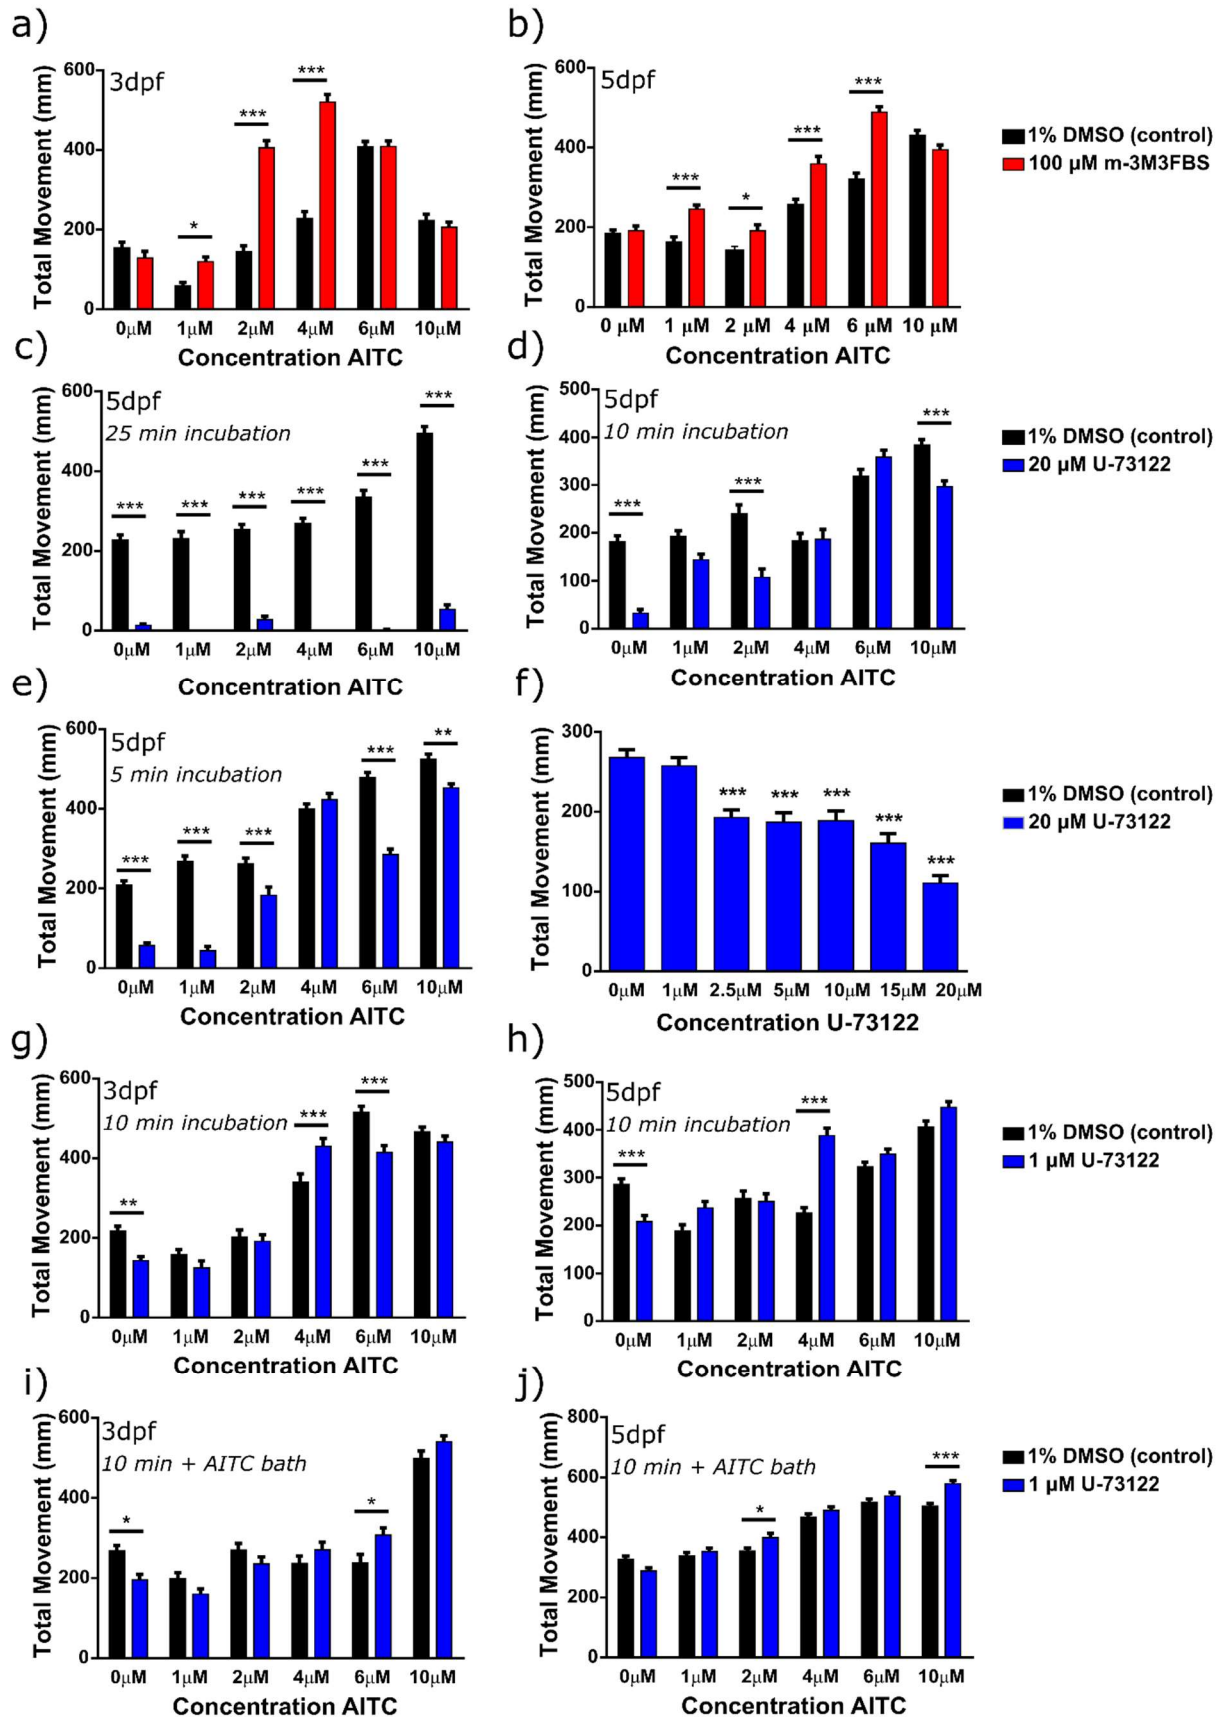 a)
3dpf
Total Movement (mm)
600
400
200
0
*
***
***
0μM 1μM 2μM 4μM 6μM 10μM
Concentration AITC
b)
5dpf
Total Movement (mm)
600
400
200
0
***
*
***
***
0 μM 1 μM 2 μM 4 μM 6 μM 10 μM
Concentration AITC
1% DMSO (control)
100 μM m-3M3FBS
c)
5dpf
25 min incubation
Total Movement (mm)
600
400
200
0
*** *** *** *** *** ***
0μM 1μM 2μM 4μM 6μM 10μM
Concentration AITC
d)
5dpf
10 min incubation
Total Movement (mm)
500
400
300
200
100
0
*** *** ***
0μM 1μM 2μM 4μM 6μM 10μM
Concentration AITC
1% DMSO (control)
20 μM U-73122
e)
5dpf
5 min incubation
Total Movement (mm)
600
400
200
0
*** *** *** *** **
0μM 1μM 2μM 4μM 6μM 10μM
Concentration AITC
f)
Total Movement (mm)
300
200
100
0
*** *** *** *** ***
0μM 1μM 2.5μM 5μM 10μM 15μM 20μM
Concentration U-73122
1% DMSO (control)
20 μM U-73122
g)
3dpf
10 min incubation
Total Movement (mm)
600
400
200
0
** *** ***
0μM 1μM 2μM 4μM 6μM 10μM
Concentration AITC
h)
5dpf
10 min incubation
Total Movement (mm)
500
400
300
200
100
0
*** ***
0μM 1μM 2μM 4μM 6μM 10μM
Concentration AITC
1% DMSO (control)
1 μM U-73122
i)
3dpf
10 min + AITC bath
Total Movement (mm)
600
400
200
0
* *
0μM 1μM 2μM 4μM 6μM 10μM
Concentration AITC
j)
5dpf
10 min + AITC bath
Total Movement (mm)
800
600
400
200
0
* ***
0μM 1μM 2μM 4μM 6μM 10μM
Concentration AITC
1% DMSO (control)
1 μM U-73122